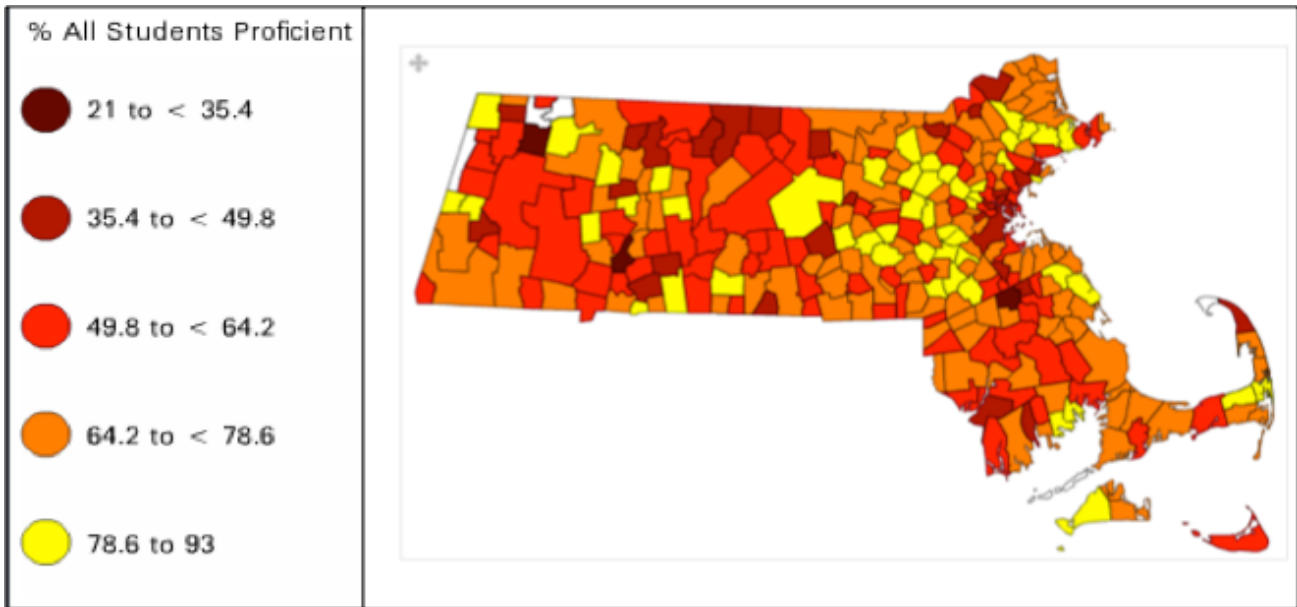 % All Students Proficient
21 to < 35.4
35.4 to < 49.8
49.8 to < 64.2
64.2 to < 78.6
78.6 to 93